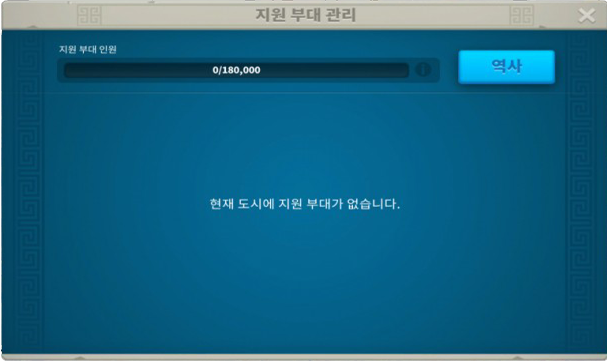 지원 부대 관리
지원 부대 인원
0/180,000
역사
현재 도시에 지원 부대가 없습니다.